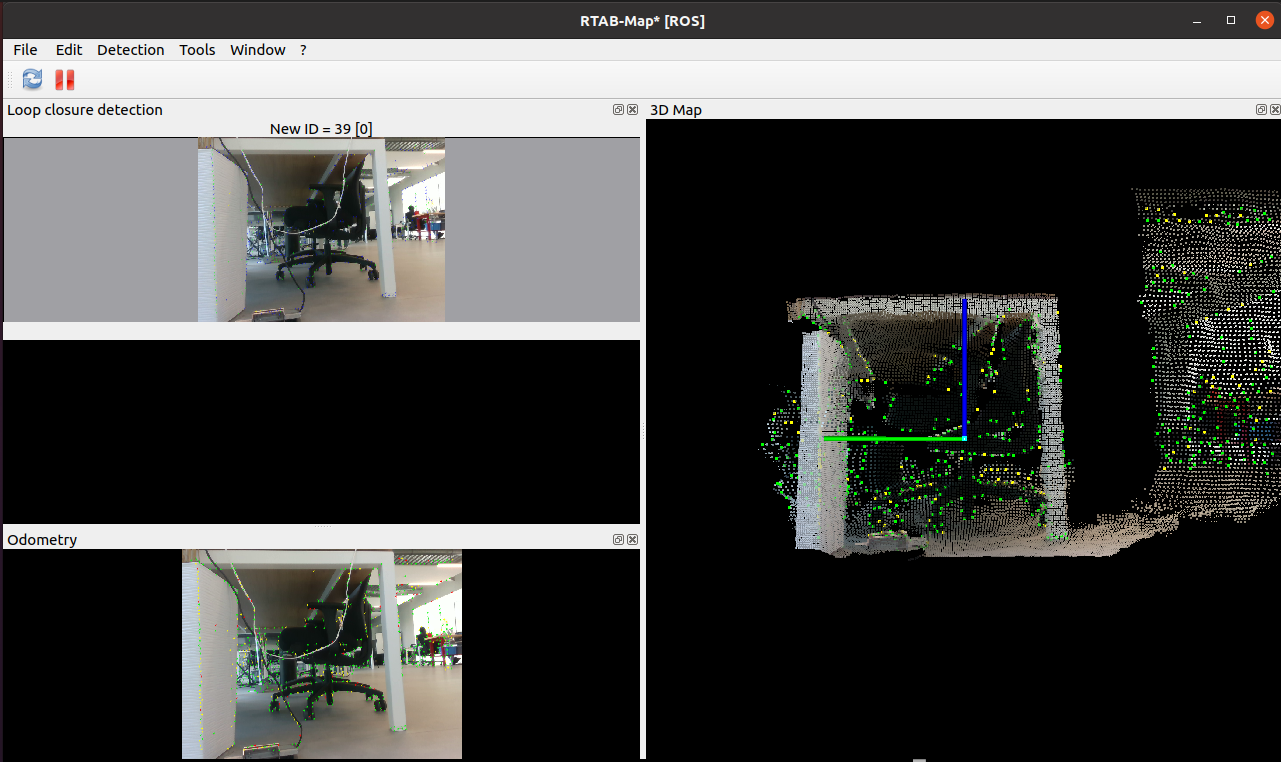 RTAB-Map* [ROS]
File Edit Detection Tools Window ?
Loop closure detection
New ID = 39 [0]
3D Map
Odometry